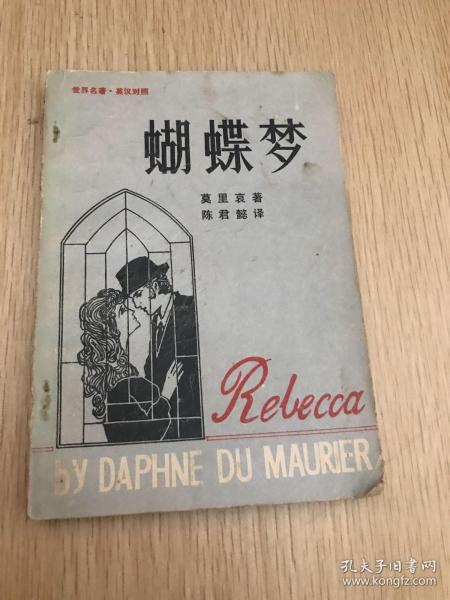 世界名著·英汉对照
蝴蝶梦
莫里哀著
陈君懿译
Rebecca
by DAPHNE DU MAURIER
孔夫子旧书网
www.kongfz.com